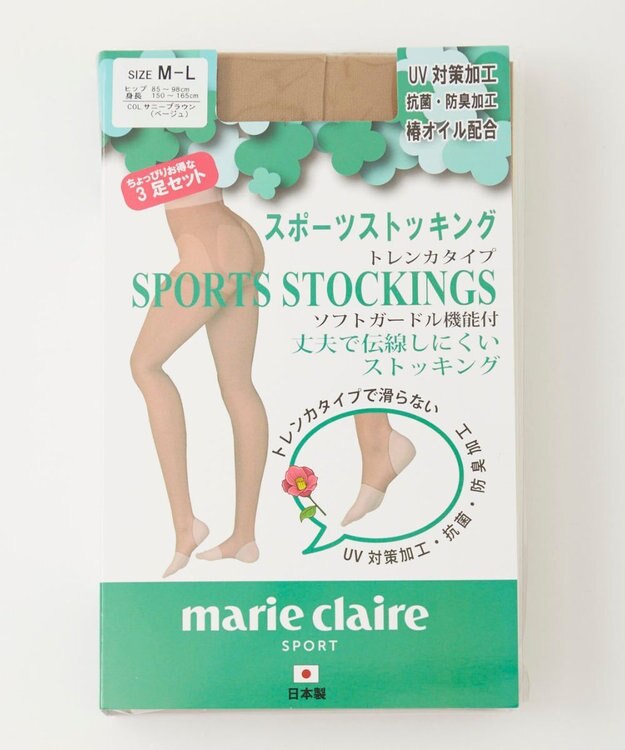 SIZE M-L
ヒップ 85〜98cm
身長 150〜165cm
COL.サニーブラウン
(ベージュ)
UV対策加工
抗菌・防臭加工
椿オイル配合
ちょっぴりお得な
3足セット
スポーツストッキング
トレンカタイプ
SPORTS STOCKINGS
ソフトガードル機能付
丈夫で伝線しにくい
ストッキング
トレンカタイプで滑らない
UV対策加工・抗菌・防臭加工
marie claire
SPORT
日本製